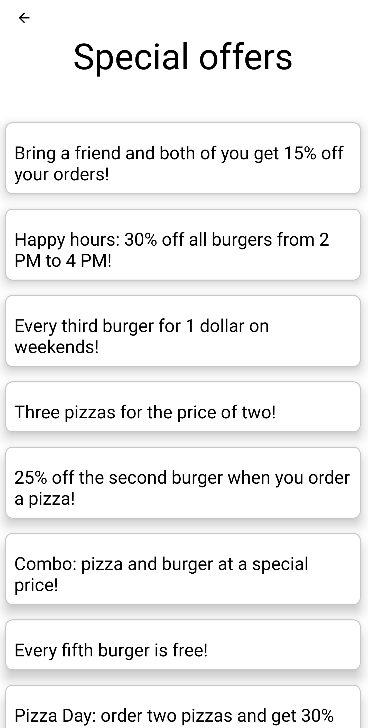 Special offers
Bring a friend and both of you get 15% off
your orders!
Happy hours: 30% off all burgers from 2
PM to 4 PM!
Every third burger for 1 dollar on
weekends!
Three pizzas for the price of two!
25% off the second burger when you order
a pizza!
Combo: pizza and burger at a special
price!
Every fifth burger is free!
Pizza Day: order two pizzas and get 30%